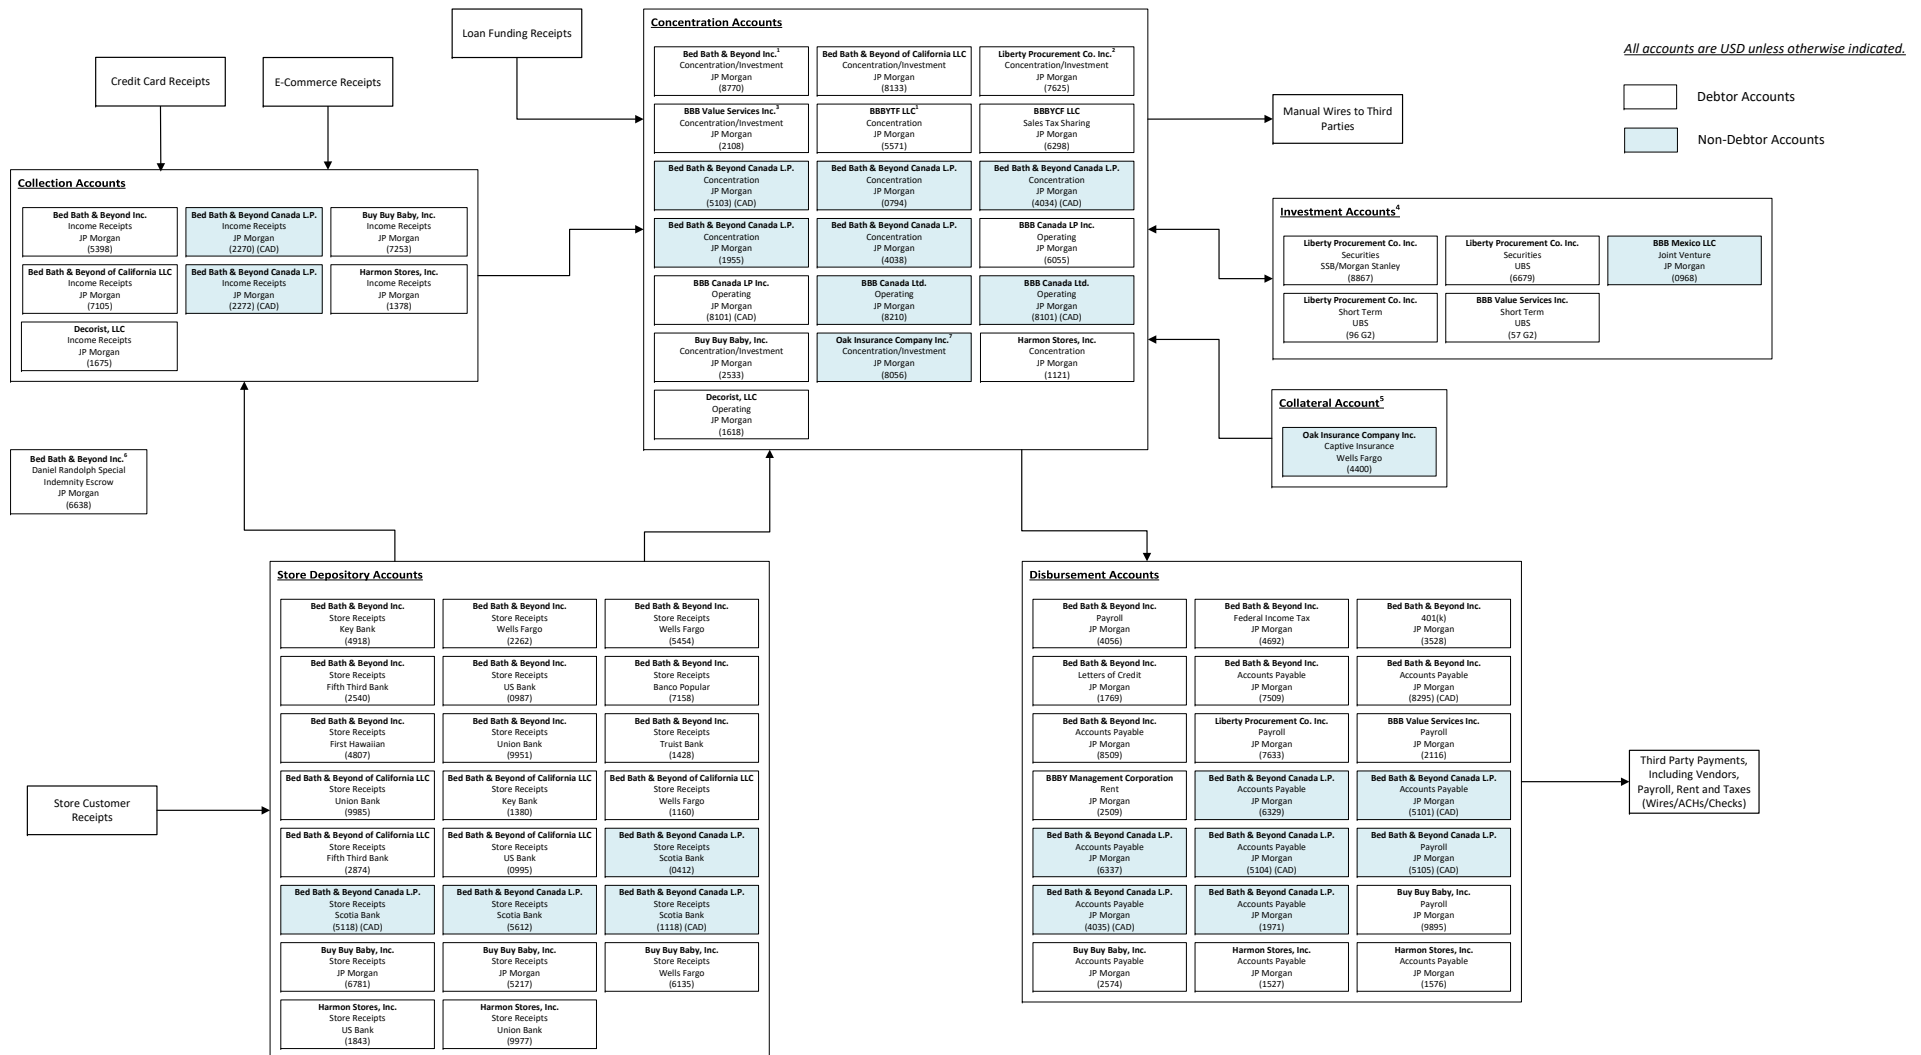 Loan Funding Receipts
Credit Card Receipts
E-Commerce Receipts
All accounts are USD unless otherwise indicated.
Debtor Accounts
Non-Debtor Accounts
Concentration Accounts
Bed Bath & Beyond Inc.1
Concentration/Investment
JP Morgan
(8770)
Bed Bath & Beyond of California LLC
Concentration/Investment
JP Morgan
(8133)
Liberty Procurement Co. Inc.2
Concentration/Investment
JP Morgan
(7625)
BBB Value Services Inc.3
Concentration/Investment
JP Morgan
(2108)
BBBYTF LLC1
Concentration
JP Morgan
(5571)
BBBYCF LLC
Sales Tax Sharing
JP Morgan
(6298)
Bed Bath & Beyond Canada L.P.
Concentration
JP Morgan
(5103) (CAD)
Bed Bath & Beyond Canada L.P.
Concentration
JP Morgan
(0794)
Bed Bath & Beyond Canada L.P.
Concentration
JP Morgan
(4034) (CAD)
Bed Bath & Beyond Canada L.P.
Concentration
JP Morgan
(1955)
Bed Bath & Beyond Canada L.P.
Concentration
JP Morgan
(4038)
BBB Canada LP Inc.
Operating
JP Morgan
(6055)
BBB Canada LP Inc.
Operating
JP Morgan
(8101) (CAD)
BBB Canada Ltd.
Operating
JP Morgan
(8210)
BBB Canada Ltd.
Operating
JP Morgan
(8101) (CAD)
Buy Buy Baby, Inc.
Concentration/Investment
JP Morgan
(2533)
Oak Insurance Company Inc.7
Concentration/Investment
JP Morgan
(8056)
Harmon Stores, Inc.
Concentration
JP Morgan
(1121)
Decorist, LLC
Operating
JP Morgan
(1618)
Manual Wires to Third
Parties
Collection Accounts
Bed Bath & Beyond Inc.
Income Receipts
JP Morgan
(5398)
Bed Bath & Beyond Canada L.P.
Income Receipts
JP Morgan
(2270) (CAD)
Buy Buy Baby, Inc.
Income Receipts
JP Morgan
(7253)
Bed Bath & Beyond of California LLC
Income Receipts
JP Morgan
(7105)
Bed Bath & Beyond Canada L.P.
Income Receipts
JP Morgan
(2272) (CAD)
Harmon Stores, Inc.
Income Receipts
JP Morgan
(1378)
Decorist, LLC
Income Receipts
JP Morgan
(1675)
Investment Accounts4
Liberty Procurement Co. Inc.
Securities
SSB/Morgan Stanley
(8867)
Liberty Procurement Co. Inc.
Securities
UBS
(6679)
BBB Mexico LLC
Joint Venture
JP Morgan
(0968)
Liberty Procurement Co. Inc.
Short Term
UBS
(96 G2)
BBB Value Services Inc.
Short Term
UBS
(57 G2)
Collateral Account5
Oak Insurance Company Inc.
Captive Insurance
Wells Fargo
(4400)
Bed Bath & Beyond Inc.6
Daniel Randolph Special
Indemnity Escrow
JP Morgan
(6638)
Store Customer
Receipts
Store Depository Accounts
Bed Bath & Beyond Inc.
Store Receipts
Key Bank
(4918)
Bed Bath & Beyond Inc.
Store Receipts
Wells Fargo
(2262)
Bed Bath & Beyond Inc.
Store Receipts
Wells Fargo
(5454)
Bed Bath & Beyond Inc.
Store Receipts
Fifth Third Bank
(2540)
Bed Bath & Beyond Inc.
Store Receipts
US Bank
(0987)
Bed Bath & Beyond Inc.
Store Receipts
Banco Popular
(7158)
Bed Bath & Beyond Inc.
Store Receipts
First Hawaiian
(4807)
Bed Bath & Beyond Inc.
Store Receipts
Union Bank
(9951)
Bed Bath & Beyond Inc.
Store Receipts
Truist Bank
(1428)
Bed Bath & Beyond of California LLC
Store Receipts
Union Bank
(9985)
Bed Bath & Beyond of California LLC
Store Receipts
Key Bank
(1380)
Bed Bath & Beyond of California LLC
Store Receipts
Wells Fargo
(1160)
Bed Bath & Beyond of California LLC
Store Receipts
Fifth Third Bank
(2874)
Bed Bath & Beyond of California LLC
Store Receipts
US Bank
(0995)
Bed Bath & Beyond Canada L.P.
Store Receipts
Scotia Bank
(0412)
Bed Bath & Beyond Canada L.P.
Store Receipts
Scotia Bank
(5118) (CAD)
Bed Bath & Beyond Canada L.P.
Store Receipts
Scotia Bank
(5612)
Bed Bath & Beyond Canada L.P.
Store Receipts
Scotia Bank
(1118) (CAD)
Buy Buy Baby, Inc.
Store Receipts
JP Morgan
(6781)
Buy Buy Baby, Inc.
Store Receipts
JP Morgan
(5217)
Buy Buy Baby, Inc.
Store Receipts
Wells Fargo
(6135)
Harmon Stores, Inc.
Store Receipts
US Bank
(1843)
Harmon Stores, Inc.
Store Receipts
Union Bank
(9977)
Disbursement Accounts
Bed Bath & Beyond Inc.
Payroll
JP Morgan
(4056)
Bed Bath & Beyond Inc.
Federal Income Tax
JP Morgan
(4692)
Bed Bath & Beyond Inc.
401(k)
JP Morgan
(3528)
Bed Bath & Beyond Inc.
Letters of Credit
JP Morgan
(1769)
Bed Bath & Beyond Inc.
Accounts Payable
JP Morgan
(7509)
Bed Bath & Beyond Inc.
Accounts Payable
JP Morgan
(8295) (CAD)
Bed Bath & Beyond Inc.
Accounts Payable
JP Morgan
(8509)
Liberty Procurement Co. Inc.
Payroll
JP Morgan
(7633)
BBB Value Services Inc.
Payroll
JP Morgan
(2116)
BBBY Management Corporation
Rent
JP Morgan
(2509)
Bed Bath & Beyond Canada L.P.
Accounts Payable
JP Morgan
(6329)
Bed Bath & Beyond Canada L.P.
Accounts Payable
JP Morgan
(5101) (CAD)
Bed Bath & Beyond Canada L.P.
Accounts Payable
JP Morgan
(6337)
Bed Bath & Beyond Canada L.P.
Accounts Payable
JP Morgan
(5104) (CAD)
Bed Bath & Beyond Canada L.P.
Payroll
JP Morgan
(5105) (CAD)
Bed Bath & Beyond Canada L.P.
Accounts Payable
JP Morgan
(4035) (CAD)
Bed Bath & Beyond Canada L.P.
Accounts Payable
JP Morgan
(1971)
Buy Buy Baby, Inc.
Payroll
JP Morgan
(9895)
Buy Buy Baby, Inc.
Accounts Payable
JP Morgan
(2574)
Harmon Stores, Inc.
Accounts Payable
JP Morgan
(1527)
Harmon Stores, Inc.
Accounts Payable
JP Morgan
(1576)
Third Party Payments,
Including Vendors,
Payroll, Rent and Taxes
(Wires/ACHs/Checks)